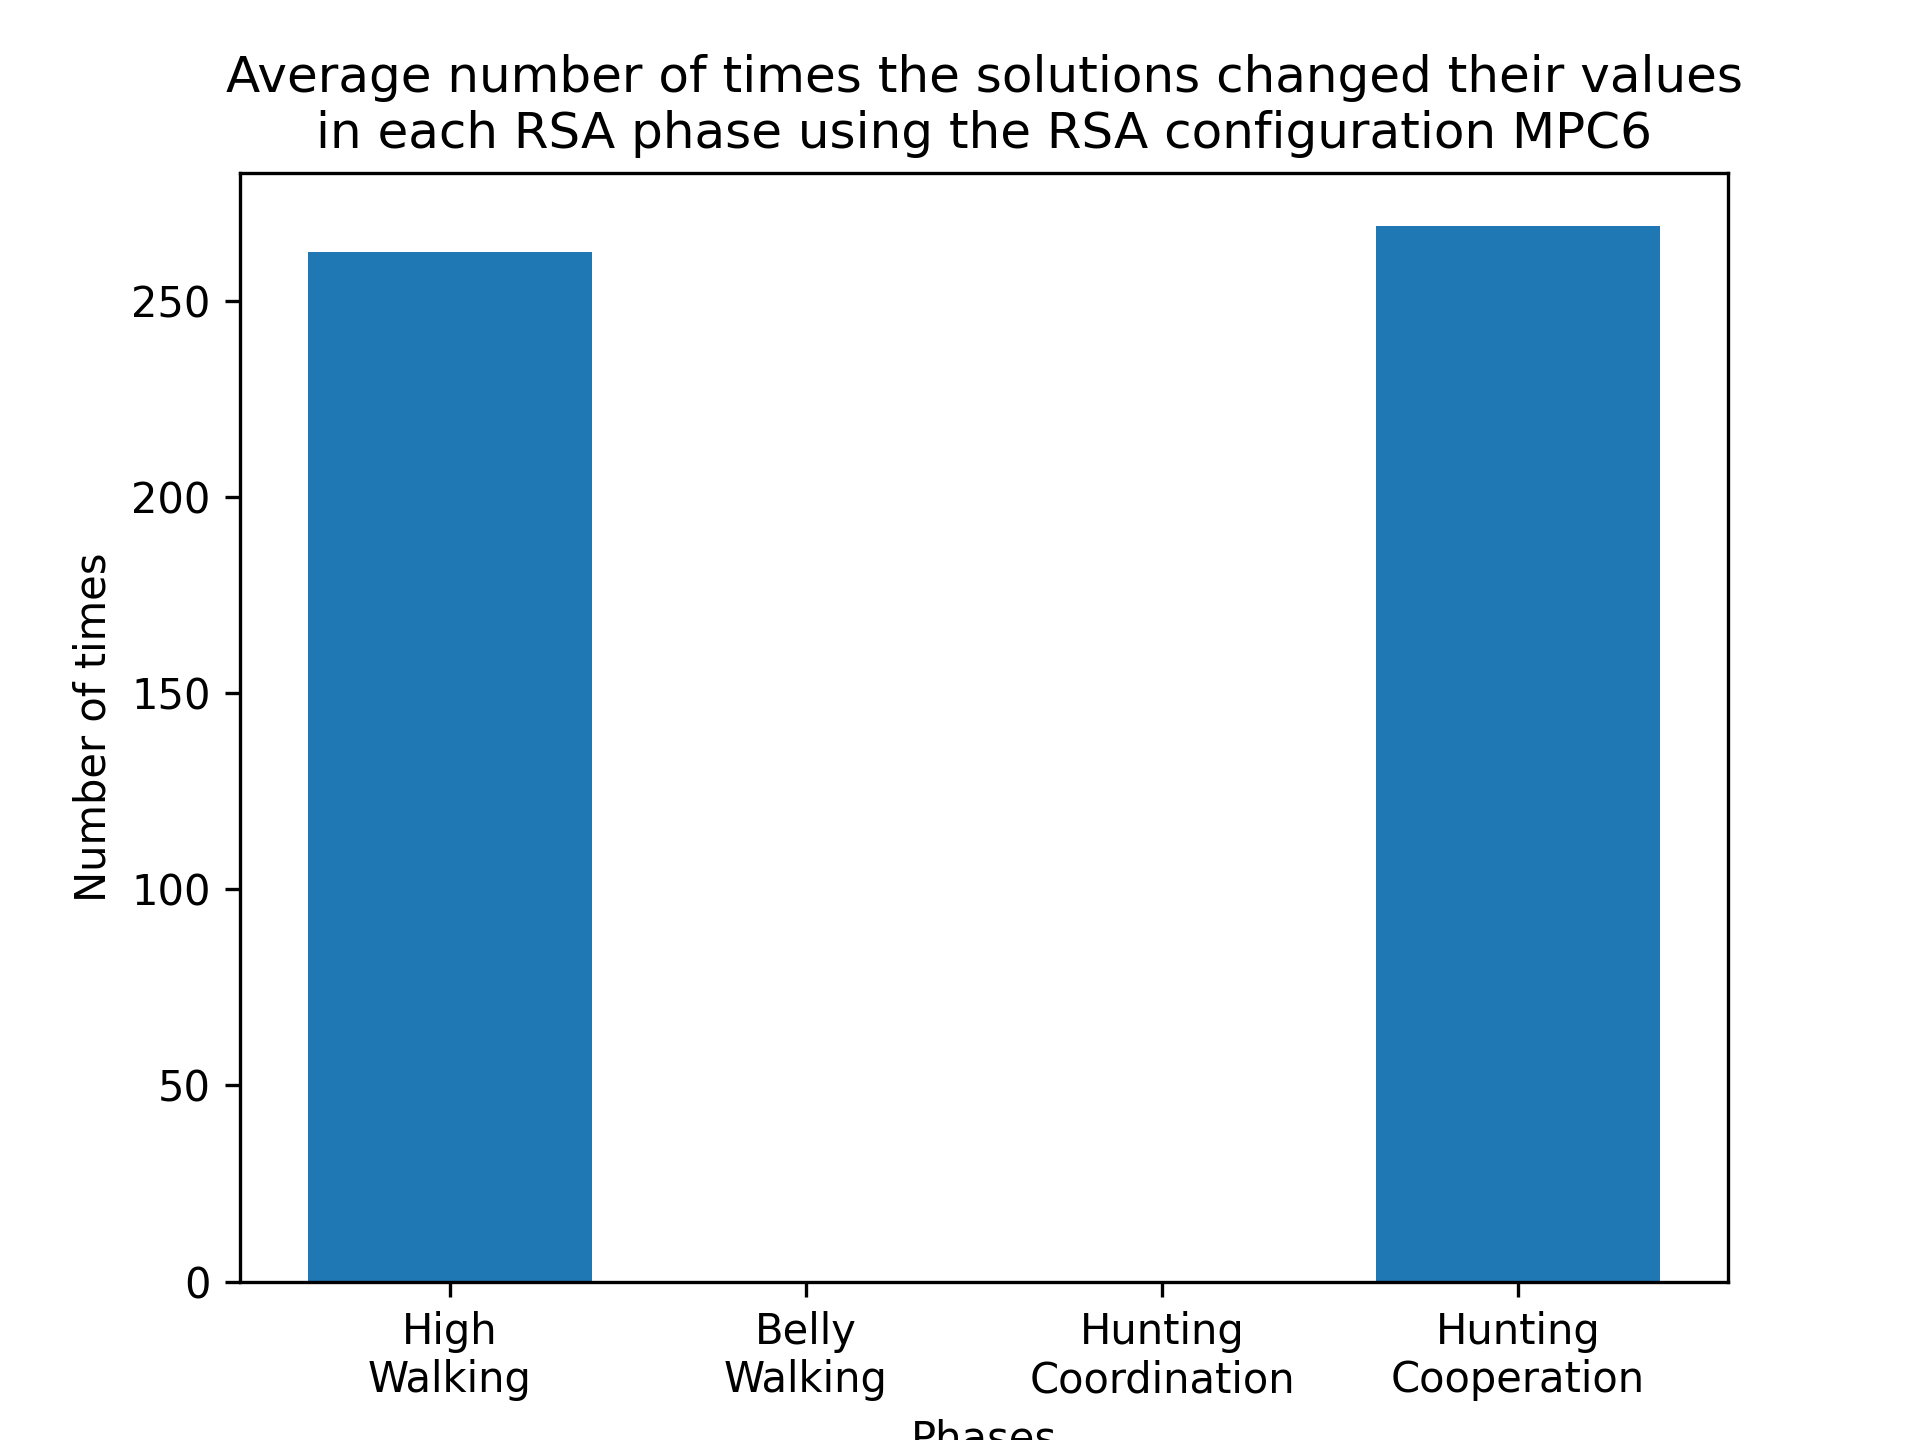 Average number of times the solutions changed their values
in each RSA phase using the RSA configuration MPC6
Number of times
250
200
150
100
50
0
High
Walking
Belly
Walking
Hunting
Coordination
Hunting
Cooperation
Phases